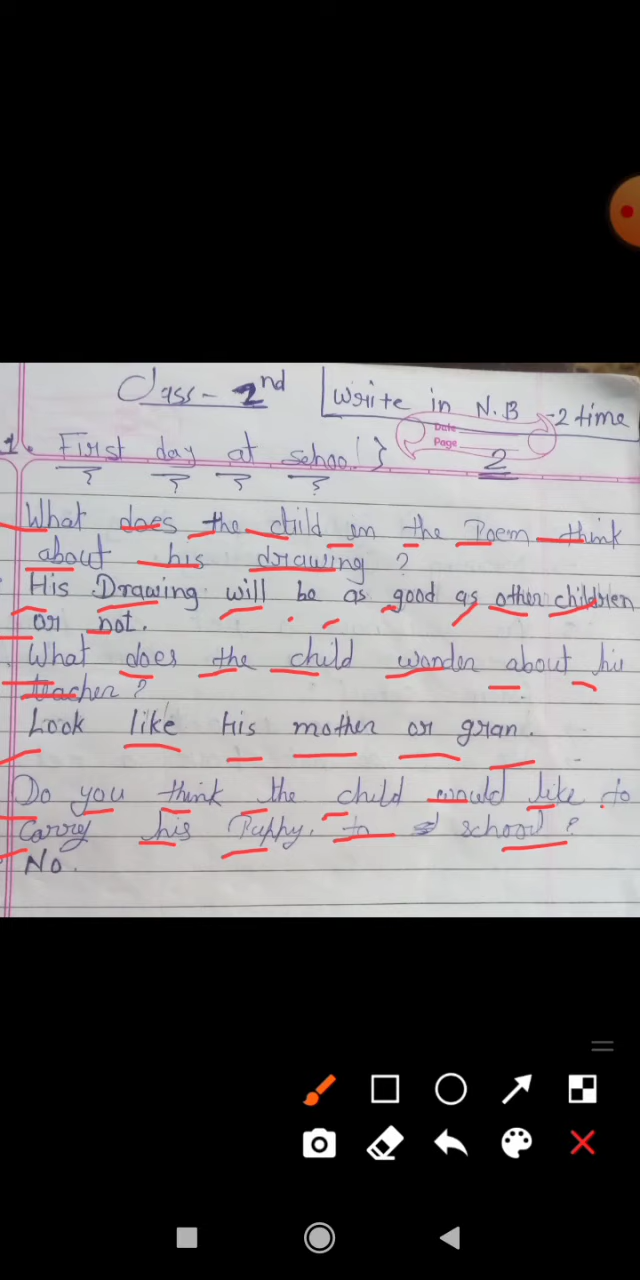 Class - 2nd
Write in N.B - 2 time
Date
Page
2
1. First day at school }
What does the child in the Poem think
about his drawing ?
His Drawing will be as good as other children
or not.
What does the child wonder about his
teacher ?
Look like His mother or gran.
Do you think the child would like to
Carry his Puppy. to school ?
No.